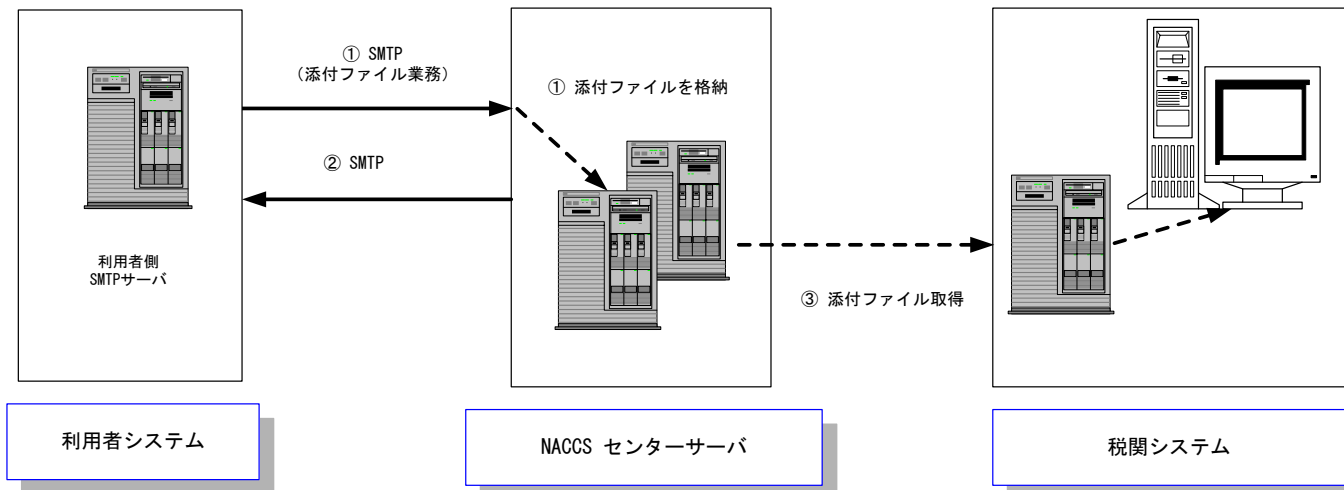 ① SMTP
(添付ファイル業務)
① 添付ファイルを格納
② SMTP
利用者側
SMTPサーバ
③ 添付ファイル取得
利用者システム
NACCS センターサーバ
税関システム